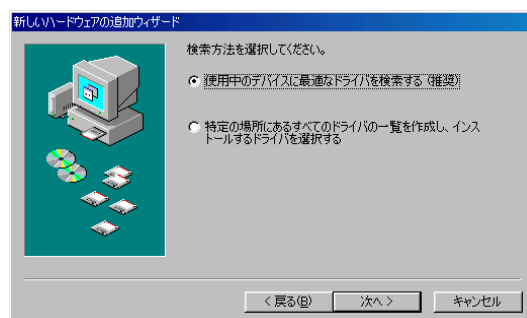 新しいハードウェアの追加ウィザード
検索方法を選択してください。
使用中のデバイスに最適なドライバを検索する (推奨)
特定の場所にあるすべてのドライバの一覧を作成し、インス
トールするドライバを選択する
< 戻る(B)
次へ >
キャンセル